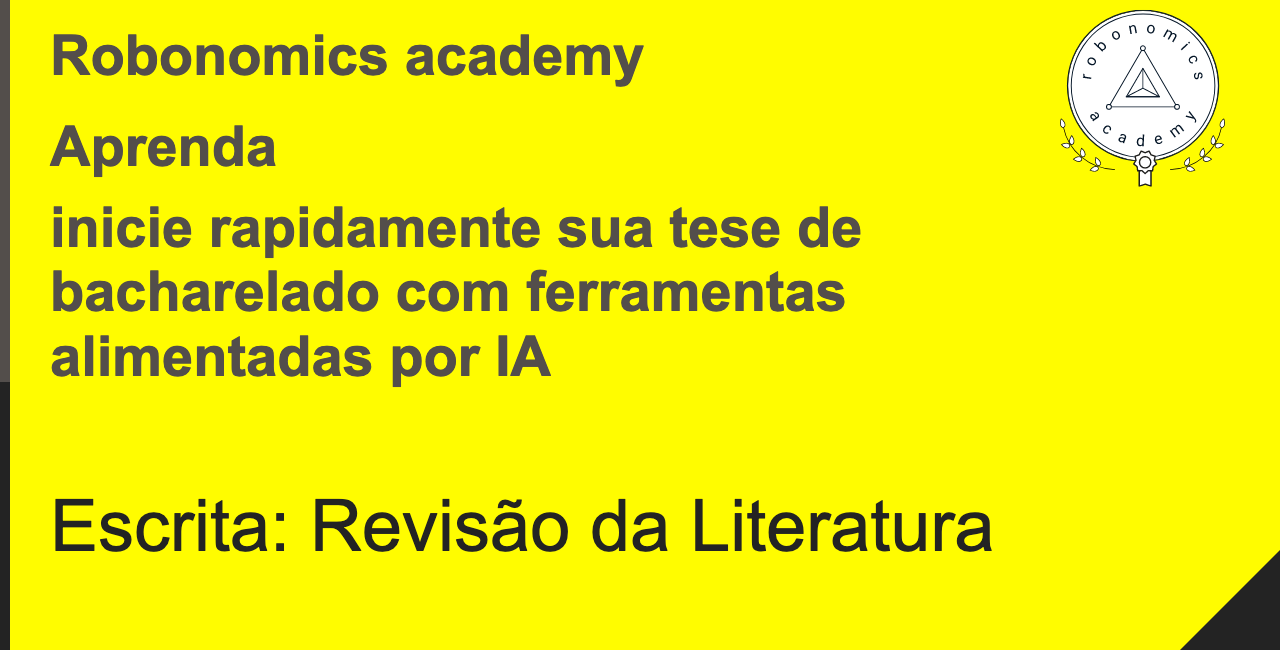 Robonomics academy
robonomics
academy
Aprenda
inicie rapidamente sua tese de
bacharelado com ferramentas
alimentadas por IA
Escrita: Revisão da Literatura